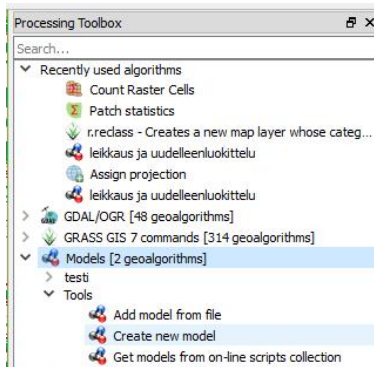 Processing Toolbox
Search...
Recently used algorithms
Count Raster Cells
Patch statistics
r.reclass - Creates a new map layer whose categ...
leikkaus ja uudelleenluokittelu
Assign projection
leikkaus ja uudelleenluokittelu
GDAL/OGR [48 geoalgorithms]
GRASS GIS 7 commands [314 geoalgorithms]
Models [2 geoalgorithms]
testi
Tools
Add model from file
Create new model
Get models from on-line scripts collection